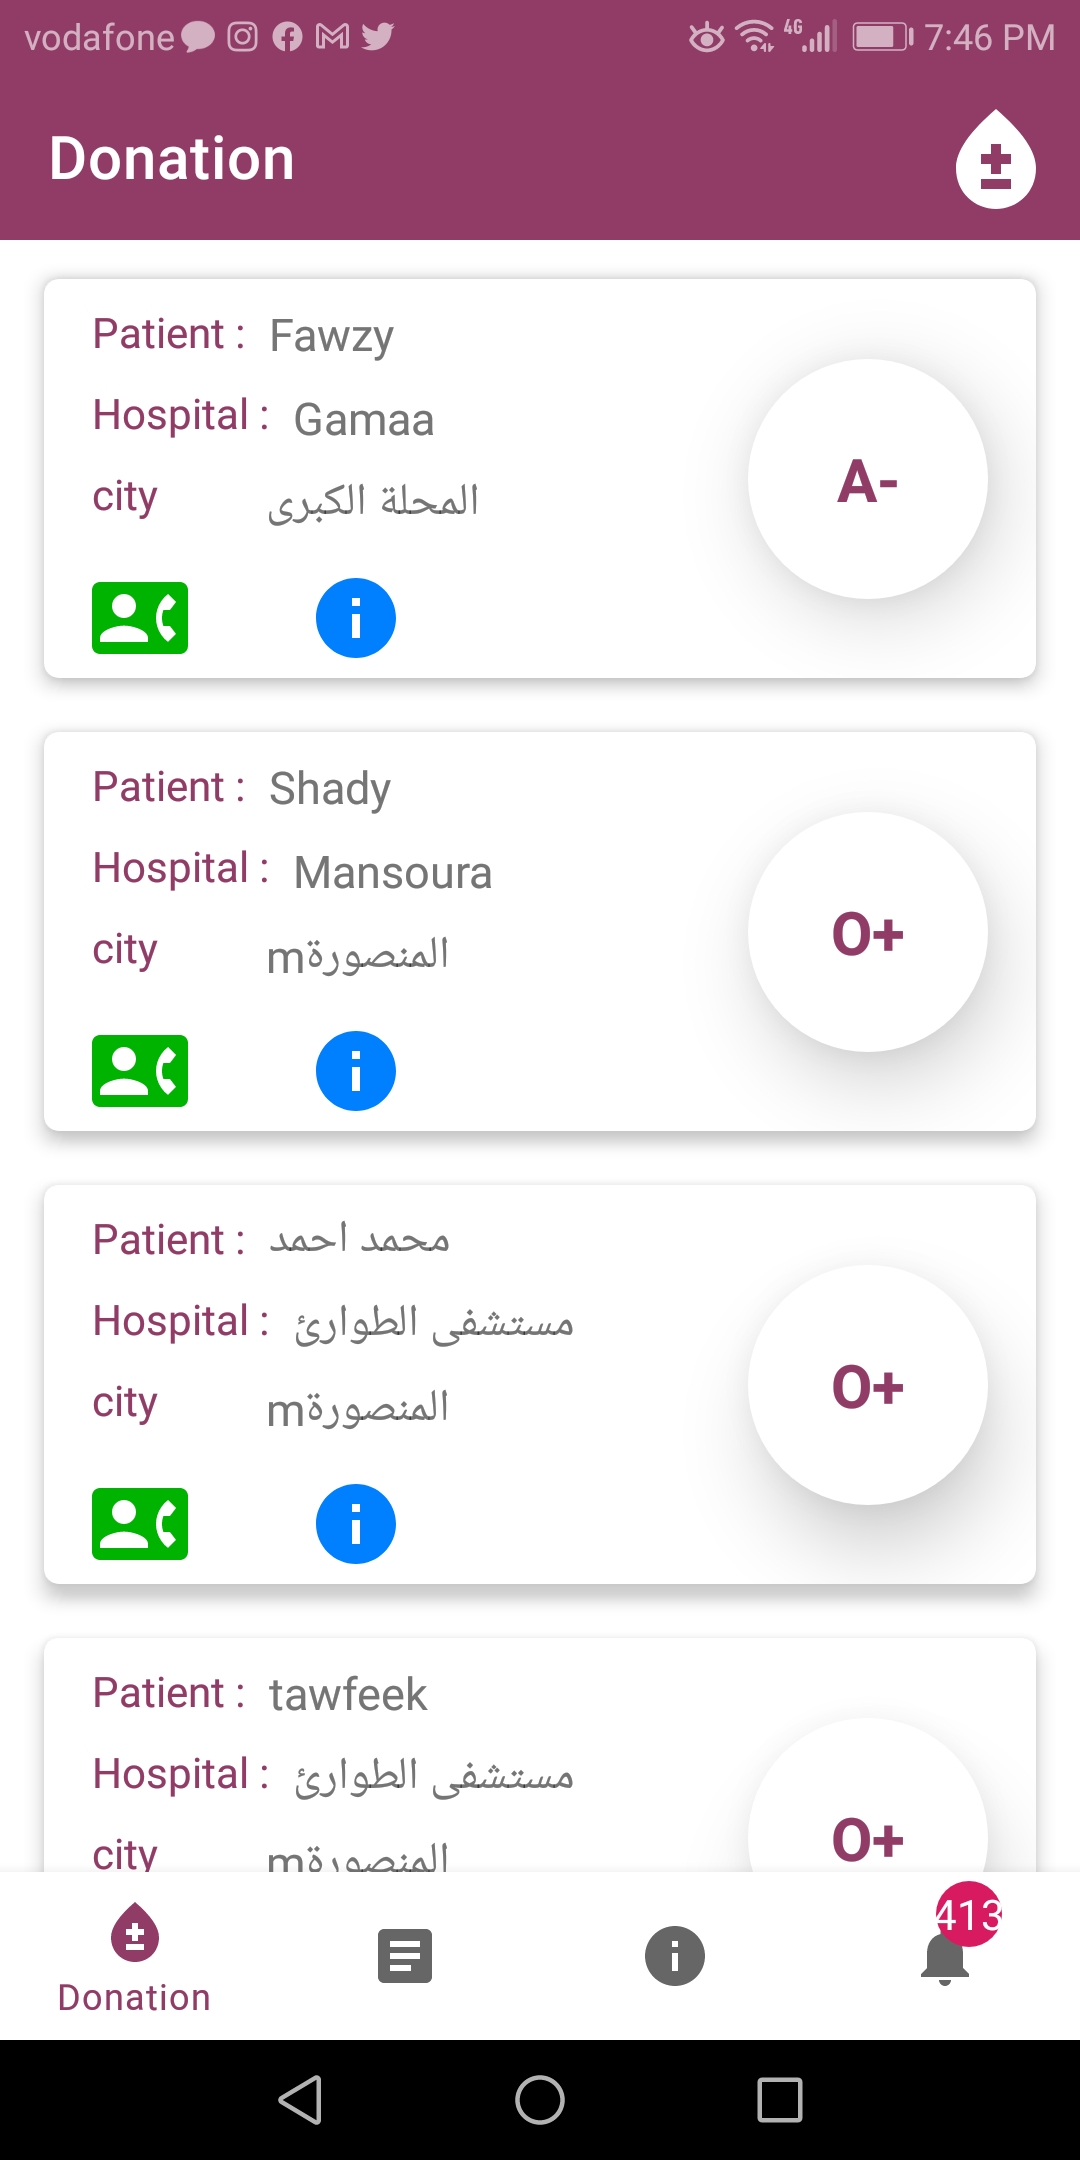 vodafone 4G 7:46 PM
Donation
Patient : Fawzy
Hospital : Gamaa
city المحلة الكبرى
A-
Patient : Shady
Hospital : Mansoura
city المنصورةm
O+
Patient : محمد احمد
Hospital : مستشفى الطوارئ
city المنصورةm
O+
Patient : tawfeek
Hospital : مستشفى الطوارئ
city المنصورةm
O+
413
Donation